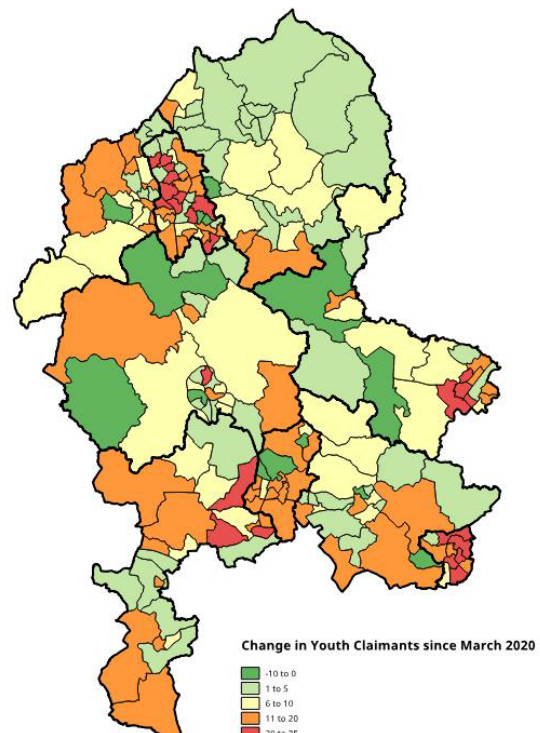 Change in Youth Claimants since March 2020
-10 to 0
1 to 5
6 to 10
11 to 20